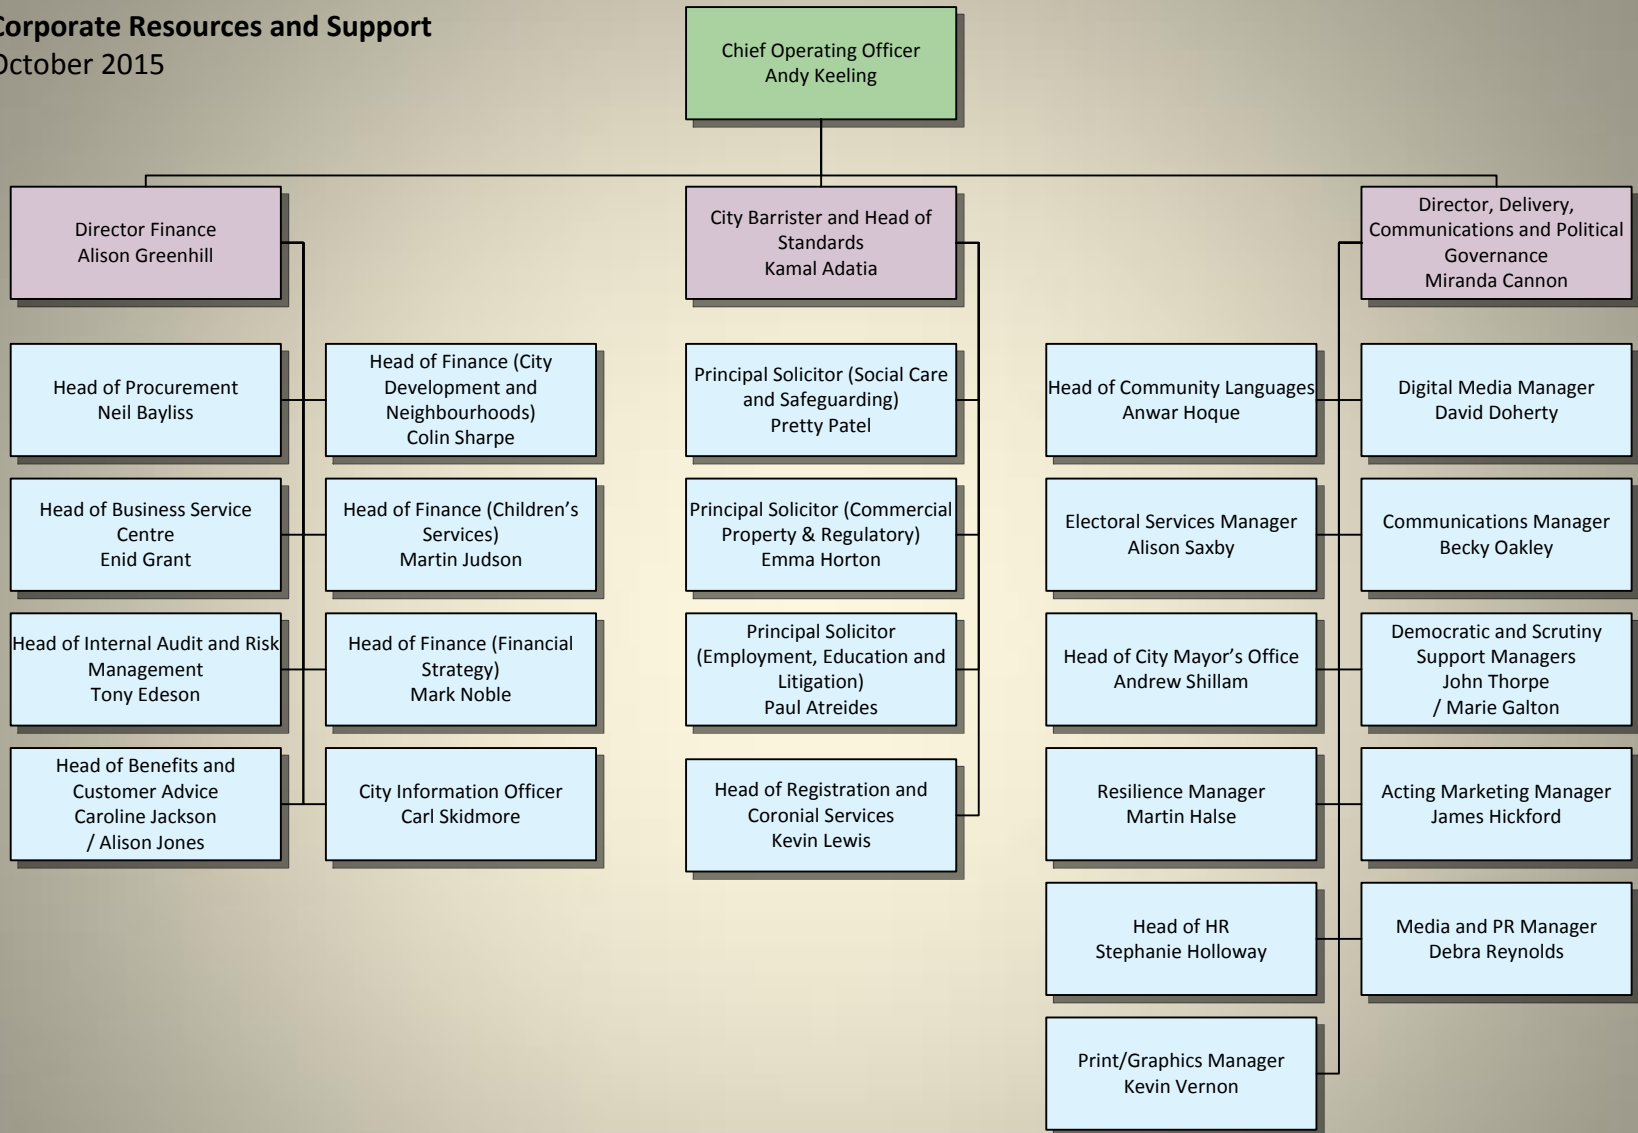 Corporate Resources and Support
October 2015
Chief Operating Officer
Andy Keeling
Director Finance
Alison Greenhill
City Barrister and Head of
Standards
Kamal Adatia
Director, Delivery,
Communications and Political
Governance
Miranda Cannon
Head of Procurement
Neil Bayliss
Head of Finance (City
Development and
Neighbourhoods)
Colin Sharpe
Head of Business Service
Centre
Enid Grant
Head of Finance (Children’s
Services)
Martin Judson
Head of Internal Audit and Risk
Management
Tony Edeson
Head of Finance (Financial
Strategy)
Mark Noble
Head of Benefits and
Customer Advice
Caroline Jackson
/ Alison Jones
City Information Officer
Carl Skidmore
Principal Solicitor (Social Care
and Safeguarding)
Pretty Patel
Principal Solicitor (Commercial
Property & Regulatory)
Emma Horton
Principal Solicitor
(Employment, Education and
Litigation)
Paul Atreides
Head of Registration and
Coronial Services
Kevin Lewis
Head of Community Languages
Anwar Hoque
Digital Media Manager
David Doherty
Electoral Services Manager
Alison Saxby
Communications Manager
Becky Oakley
Head of City Mayor’s Office
Andrew Shillam
Democratic and Scrutiny
Support Managers
John Thorpe
/ Marie Galton
Resilience Manager
Martin Halse
Acting Marketing Manager
James Hickford
Head of HR
Stephanie Holloway
Media and PR Manager
Debra Reynolds
Print/Graphics Manager
Kevin Vernon